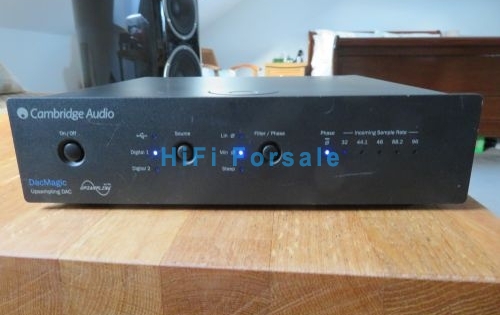 Cambridge Audio
On/Off
Source
Lin Ø
Filter / Phase
Phase
Incoming Sample Rate
32 44.1 48 88.2 96
Digital 1
Min Ø
Digital 2
Steep
HiFi Forsale
DacMagic
Upsampling DAC
UPSAMPLING